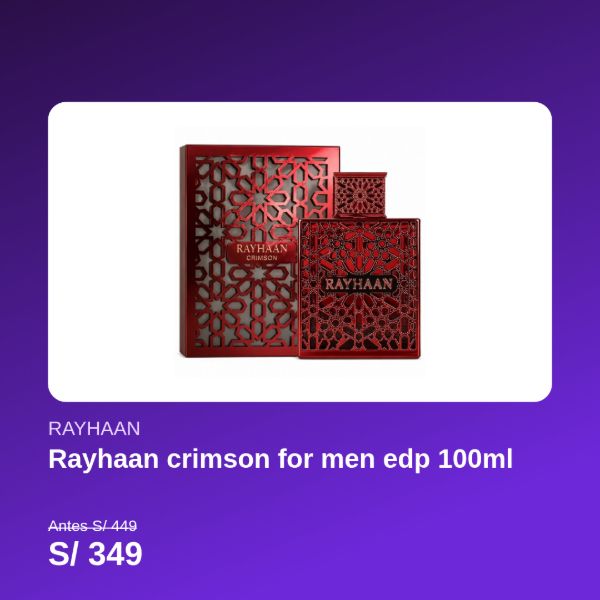 RAYHAAN
CRIMSON
RAYHAAN
RAYHAAN
Rayhaan crimson for men edp 100ml
Antes S/ 449
S/ 349